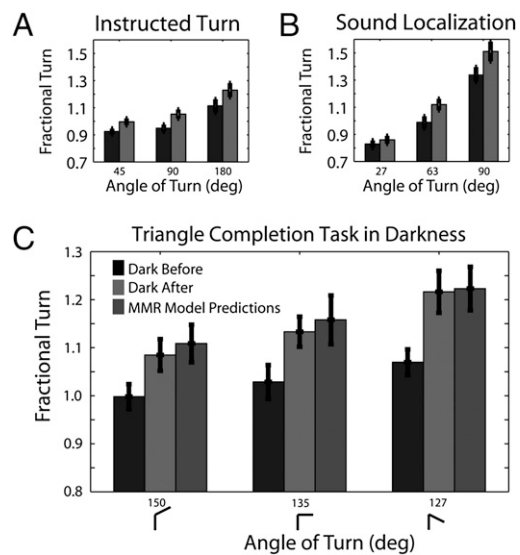 A
Instructed Turn
Fractional Turn
1.5
1.3
1.1
0.9
0.7
45 90 180
Angle of Turn (deg)
B
Sound Localization
Fractional Turn
1.5
1.3
1.1
0.9
0.7
27 63 90
Angle of Turn (deg)
C
Triangle Completion Task in Darkness
Fractional Turn
1.3
1.2
1.1
1.0
0.9
0.8
Dark Before
Dark After
MMR Model Predictions
150 135 127
Angle of Turn (deg)